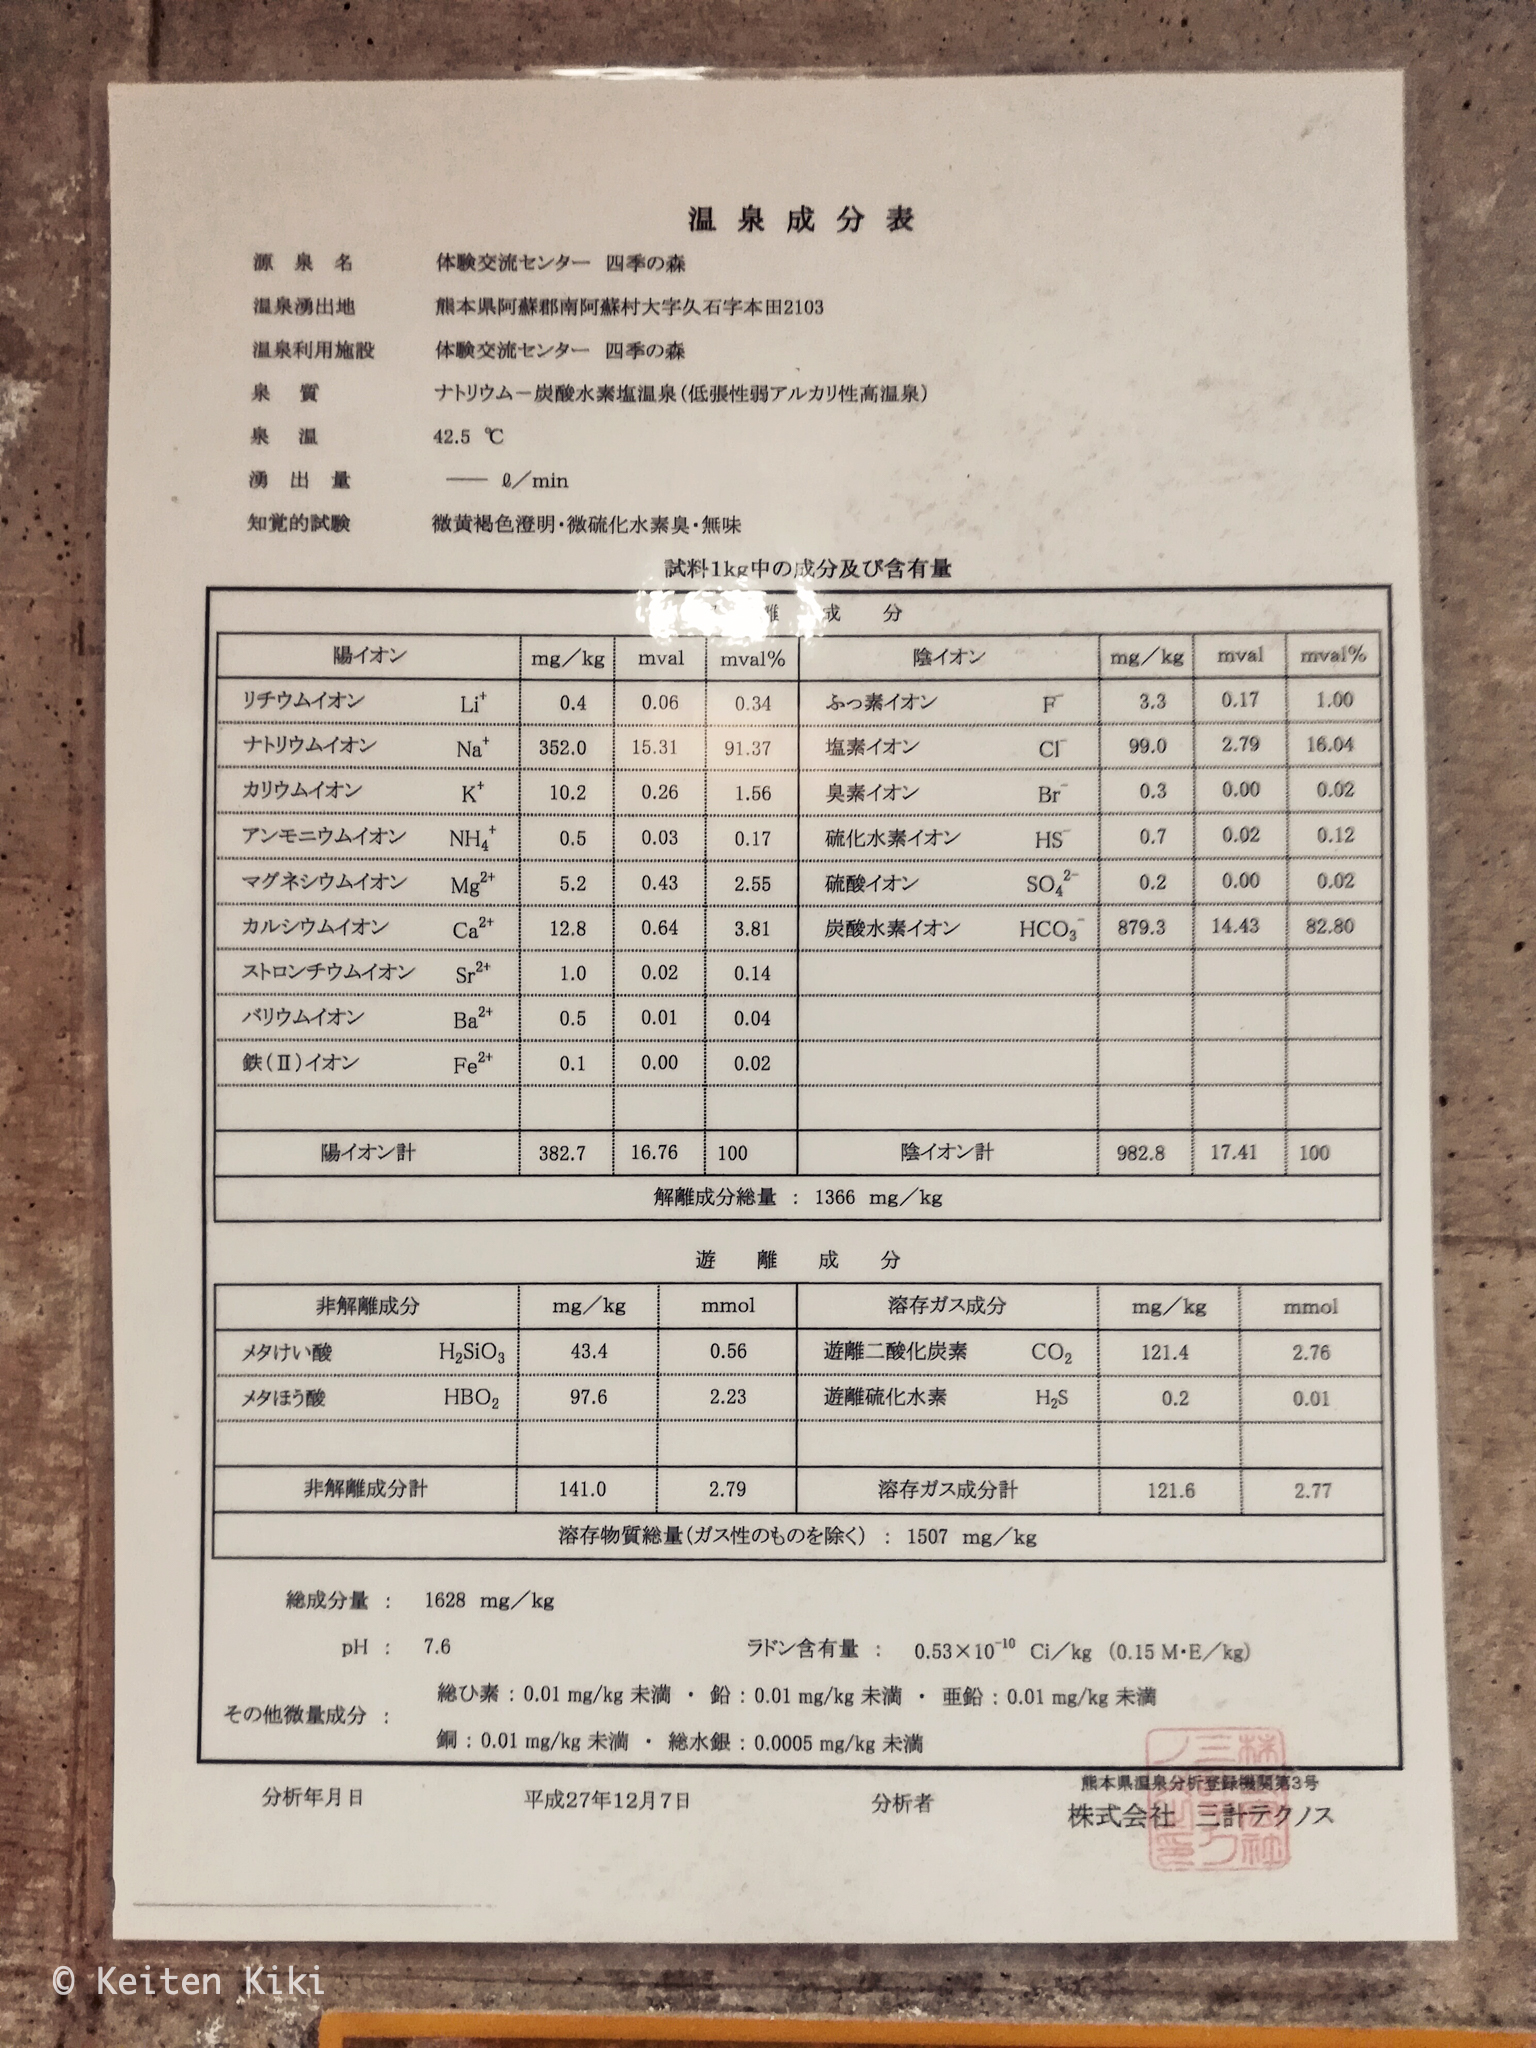 温泉成分表
源泉名 体験交流センター 四季の森
温泉湧出地 熊本県阿蘇郡南阿蘇村大字久石字本田2103
温泉利用施設 体験交流センター 四季の森
泉質 ナトリウム－炭酸水素塩温泉(低張性弱アルカリ性高温泉)
泉温 42.5 ℃
湧出量 —— ℓ／min
知覚的試験 微黄褐色澄明・微硫化水素臭・無味
試料1kg中の成分及び含有量
離成分
陽イオン mg／kg mval mval% 陰イオン mg／kg mval mval%
リチウムイオン Li⁺ 0.4 0.06 0.34 ふっ素イオン F⁻ 3.3 0.17 1.00
ナトリウムイオン Na⁺ 352.0 15.31 91.37 塩素イオン Cl⁻ 99.0 2.79 16.04
カリウムイオン K⁺ 10.2 0.26 1.56 臭素イオン Br⁻ 0.3 0.00 0.02
アンモニウムイオン NH₄⁺ 0.5 0.03 0.17 硫化水素イオン HS⁻ 0.7 0.02 0.12
マグネシウムイオン Mg²⁺ 5.2 0.43 2.55 硫酸イオン SO₄²⁻ 0.2 0.00 0.02
カルシウムイオン Ca²⁺ 12.8 0.64 3.81 炭酸水素イオン HCO₃⁻ 879.3 14.43 82.80
ストロンチウムイオン Sr²⁺ 1.0 0.02 0.14
バリウムイオン Ba²⁺ 0.5 0.01 0.04
鉄(Ⅱ)イオン Fe²⁺ 0.1 0.00 0.02
陽イオン計 382.7 16.76 100 陰イオン計 982.8 17.41 100
解離成分総量 : 1366 mg／kg
遊離成分
非解離成分 mg／kg mmol 溶存ガス成分 mg／kg mmol
メタけい酸 H₂SiO₃ 43.4 0.56 遊離二酸化炭素 CO₂ 121.4 2.76
メタほう酸 HBO₂ 97.6 2.23 遊離硫化水素 H₂S 0.2 0.01
非解離成分計 141.0 2.79 溶存ガス成分計 121.6 2.77
溶存物質総量(ガス性のものを除く) : 1507 mg／kg
総成分量 : 1628 mg／kg
pH : 7.6 ラドン含有量 : 0.53×10⁻¹⁰ Ci／kg (0.15 M・E／kg)
その他微量成分 : 総ひ素 : 0.01 mg/kg 未満 ・ 鉛 : 0.01 mg/kg 未満 ・ 亜鉛 : 0.01 mg/kg 未満
銅 : 0.01 mg/kg 未満 ・ 総水銀 : 0.0005 mg/kg 未満
熊本県温泉分析登録機関第3号
分析年月日 平成27年12月7日 分析者 株式会社 三計テクノス
© Keiten Kiki